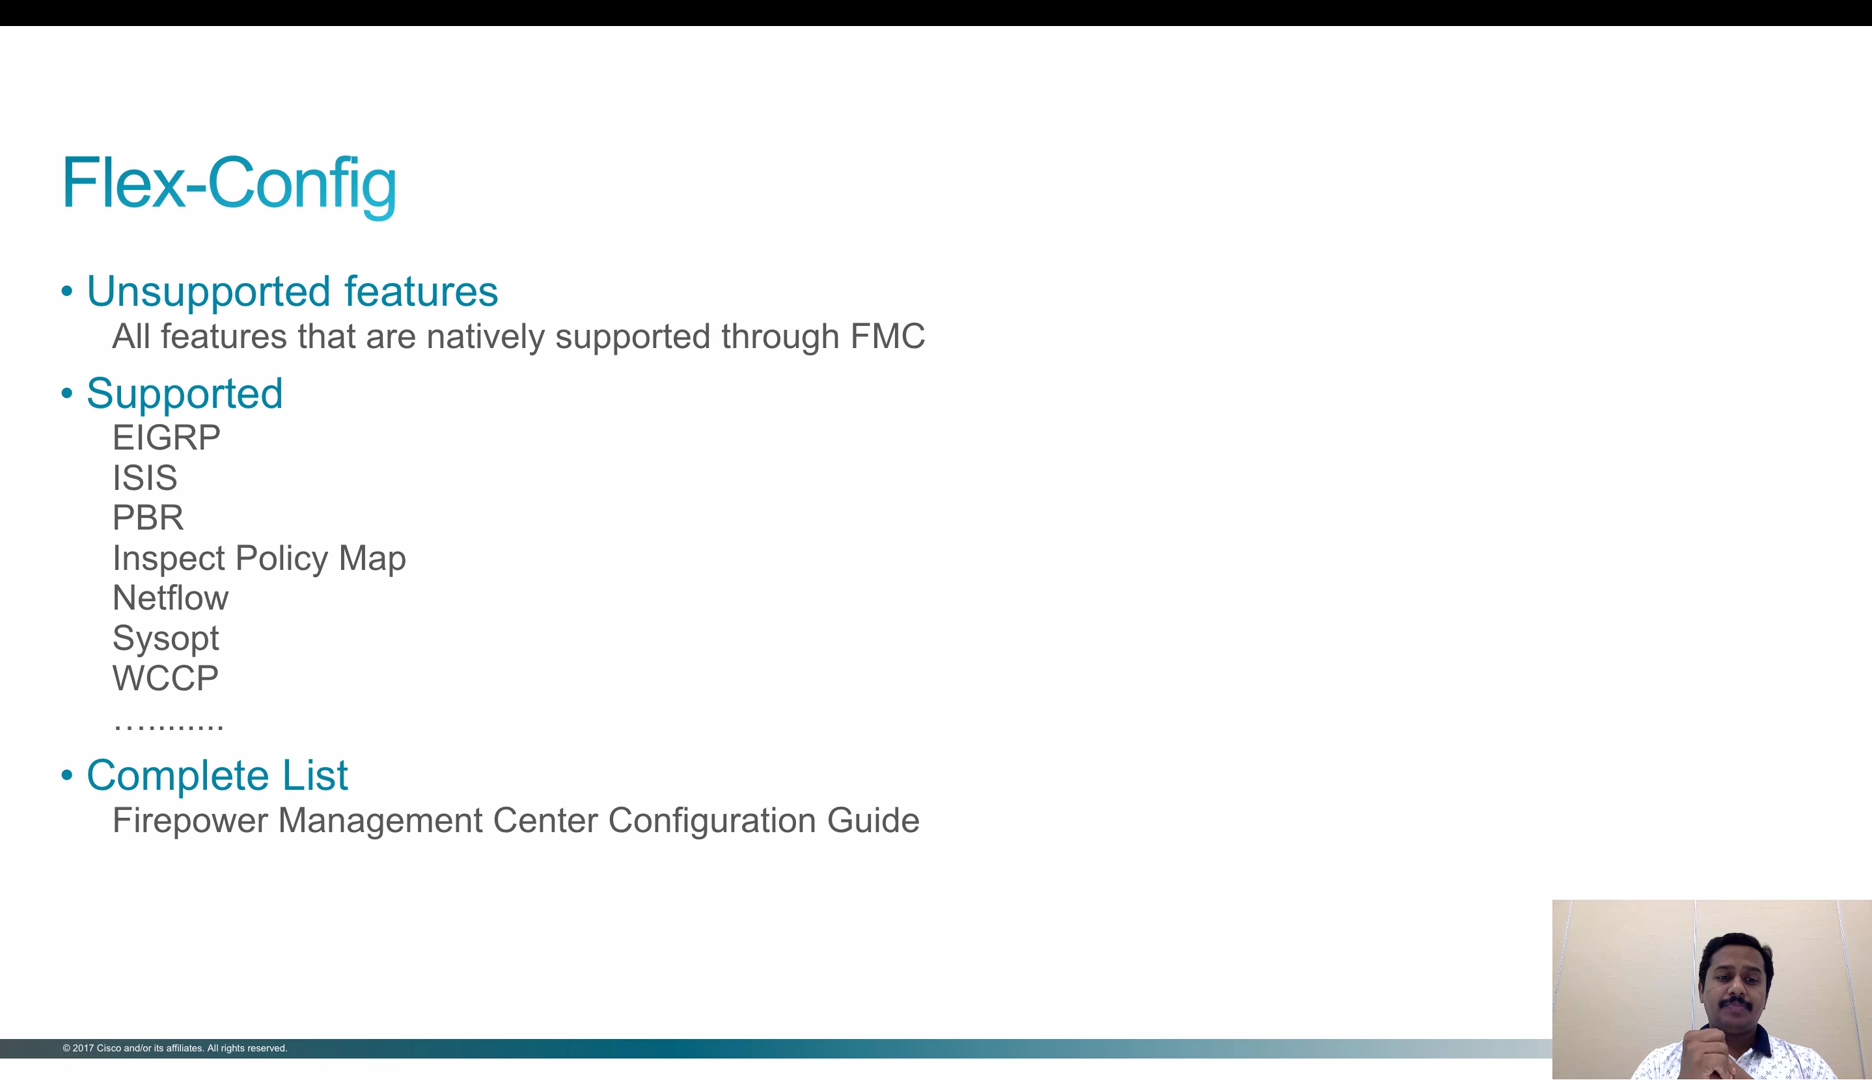 Flex-Config
• Unsupported features
All features that are natively supported through FMC
• Supported
EIGRP
ISIS
PBR
Inspect Policy Map
Netflow
Sysopt
WCCP
…........
• Complete List
Firepower Management Center Configuration Guide
© 2017 Cisco and/or its affiliates. All rights reserved.